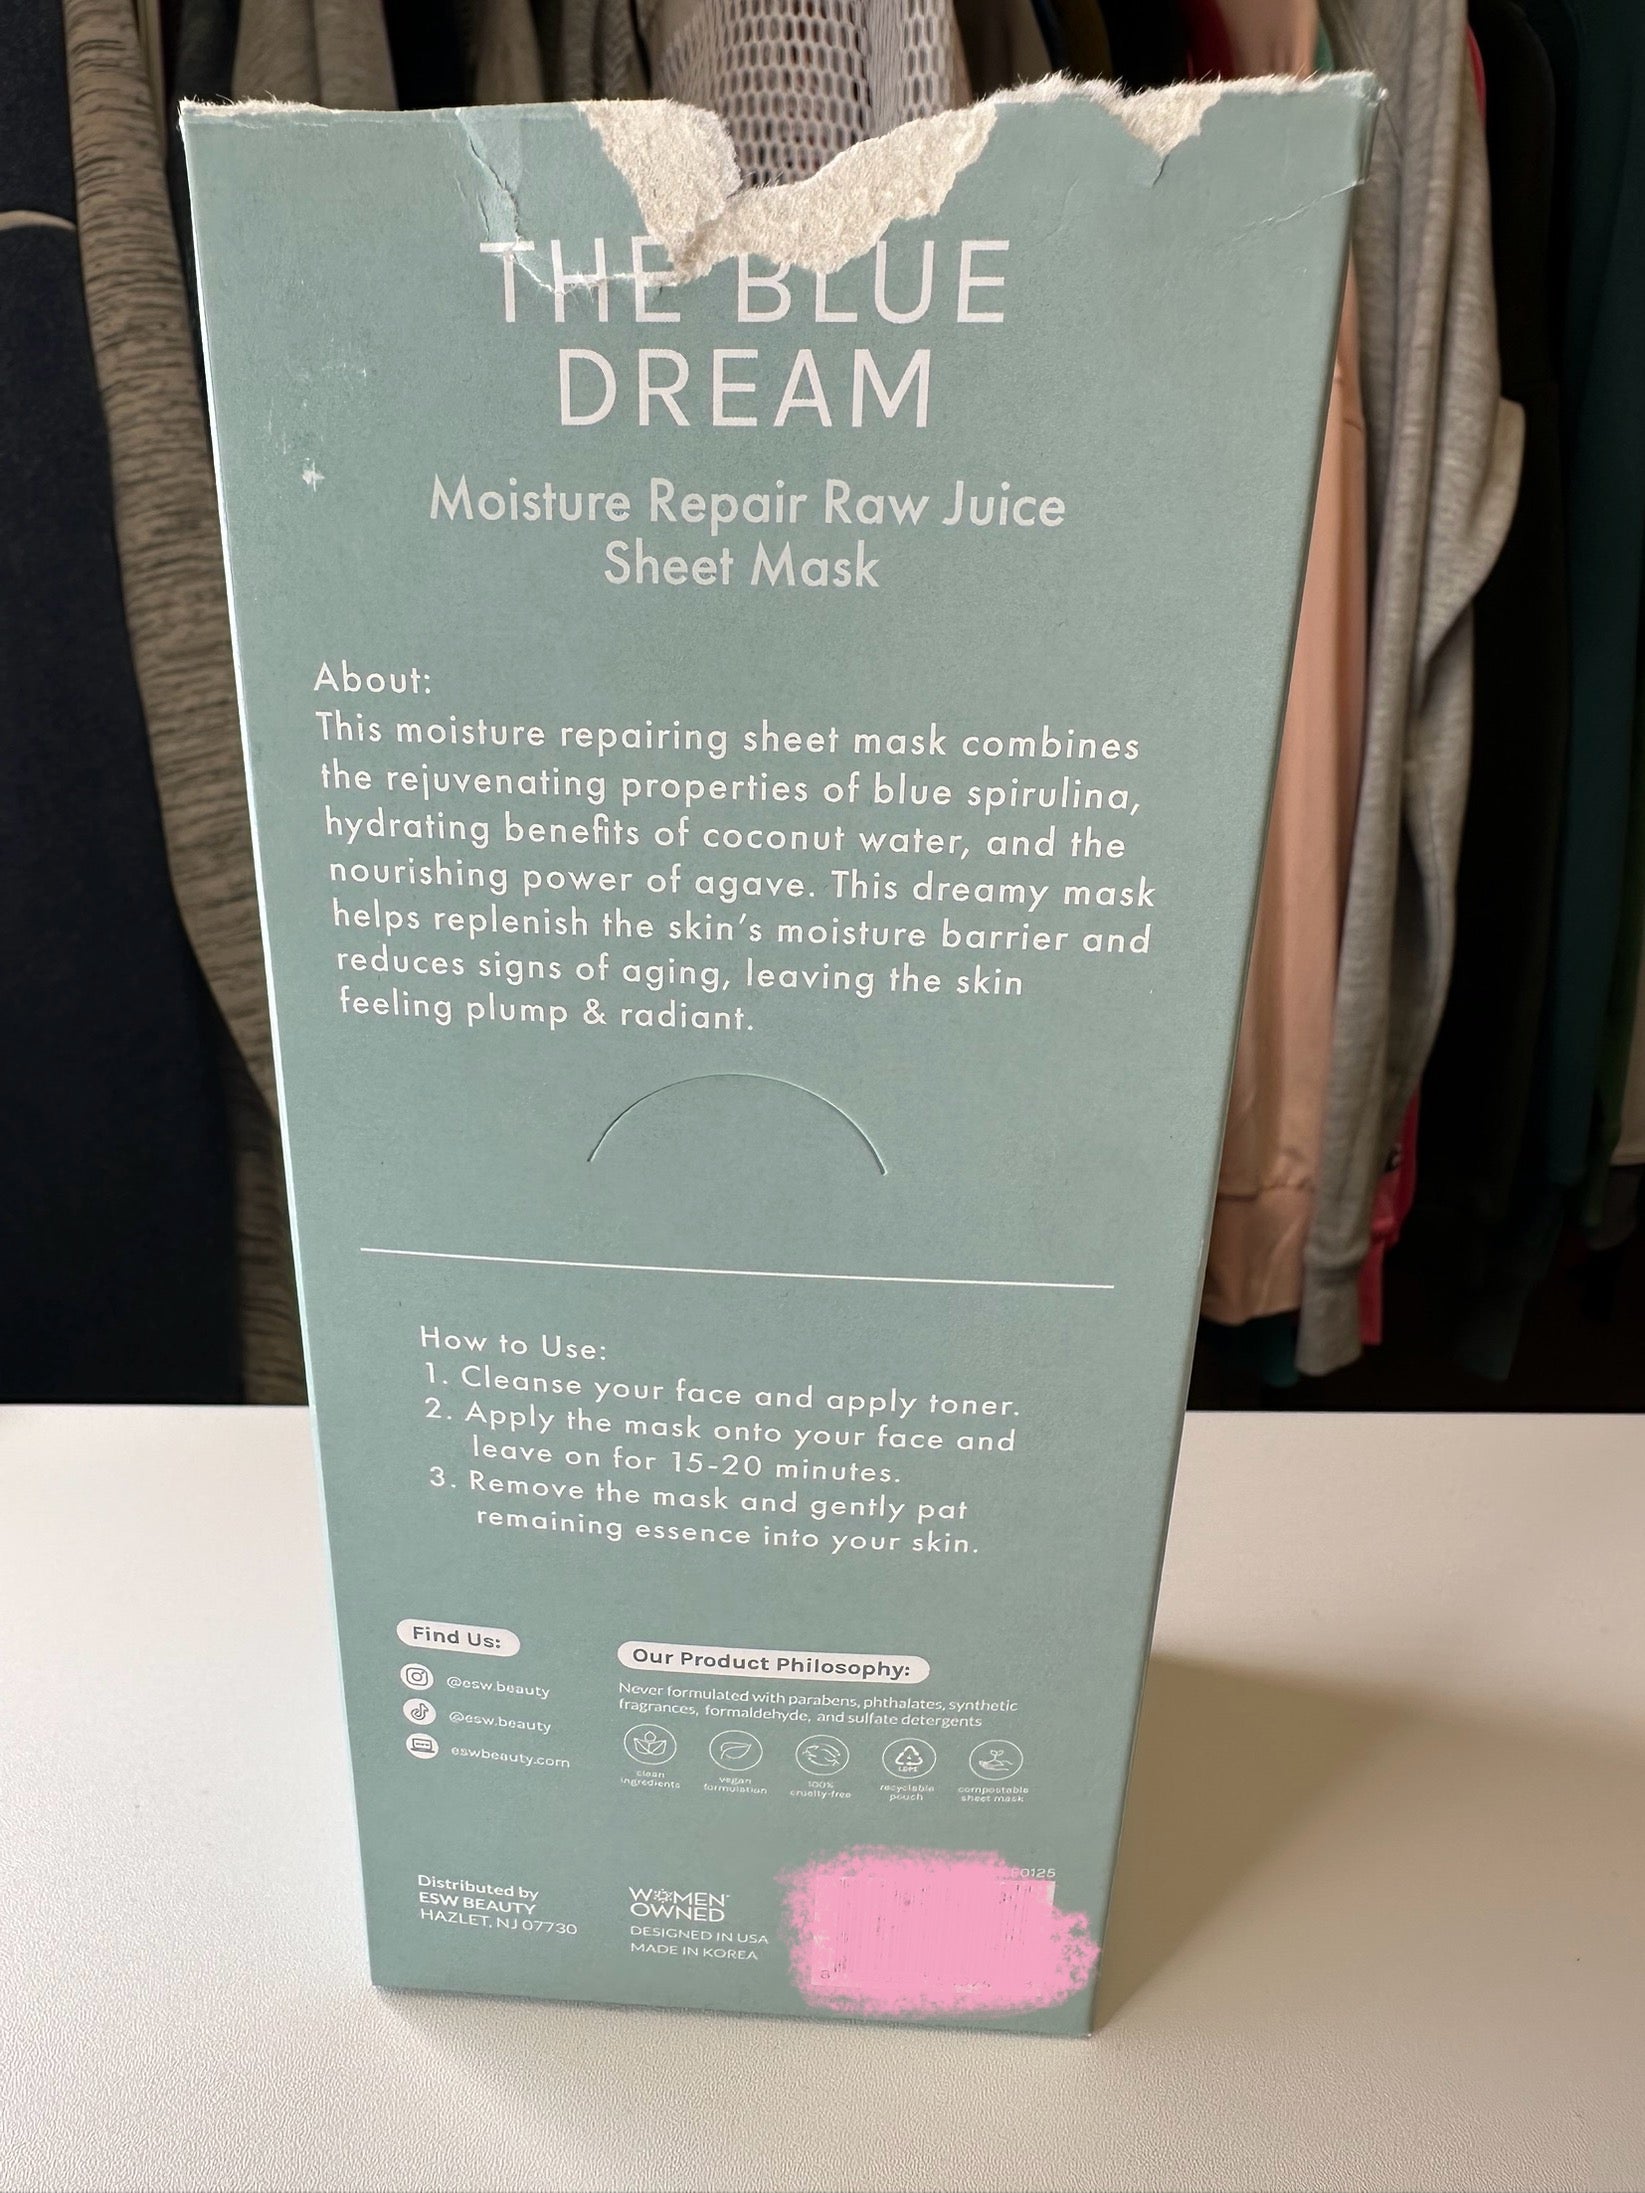 THE BLUE
DREAM
Moisture Repair Raw Juice
Sheet Mask
About:
This moisture repairing sheet mask combines
the rejuvenating properties of blue spirulina,
hydrating benefits of coconut water, and the
nourishing power of agave. This dreamy mask
helps replenish the skin's moisture barrier and
reduces signs of aging, leaving the skin
feeling plump & radiant.
How to Use:
1. Cleanse your face and apply toner.
2. Apply the mask onto your face and
leave on for 15-20 minutes.
3. Remove the mask and gently pat
remaining essence into your skin.
Find Us:
@esw.beauty
@esw.beauty
eswbeauty.com
Our Product Philosophy:
Never formulated with parabens, phthalates, synthetic
fragrances, formaldehyde, and sulfate detergents
clean
ingredients
vegan
formulation
100%
cruelty-free
LDPE
recyclable
pouch
compostable
sheet mask
Distributed by
ESW BEAUTY
HAZLET, NJ 07730
WOMEN
OWNED
DESIGNED IN USA
MADE IN KOREA